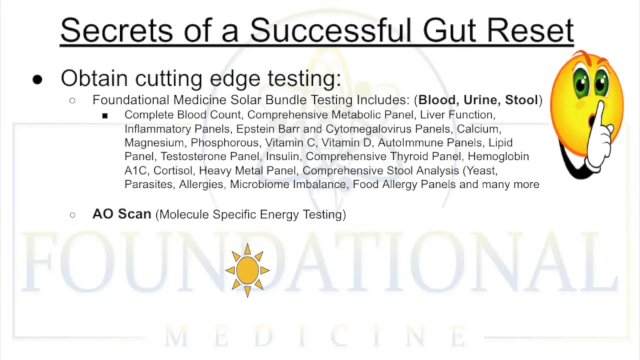 Secrets of a Successful Gut Reset
● Obtain cutting edge testing:
○ Foundational Medicine Solar Bundle Testing Includes: (Blood, Urine, Stool)
■ Complete Blood Count, Comprehensive Metabolic Panel, Liver Function,
Inflammatory Panels, Epstein Barr and Cytomegalovirus Panels, Calcium,
Magnesium, Phosphorous, Vitamin C, Vitamin D, AutoImmune Panels, Lipid
Panel, Testosterone Panel, Insulin, Comprehensive Thyroid Panel, Hemoglobin
A1C, Cortisol, Heavy Metal Panel, Comprehensive Stool Analysis (Yeast,
Parasites, Allergies, Microbiome Imbalance, Food Allergy Panels and many more
○ AO Scan (Molecule Specific Energy Testing)
FOUNDATIONAL
MEDICINE